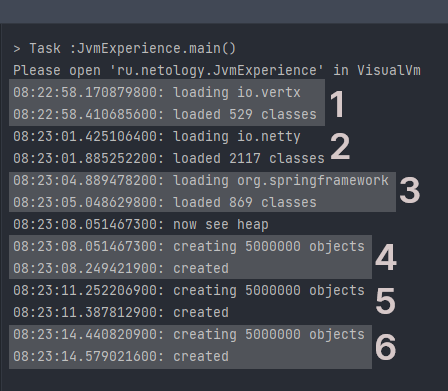 > Task :JvmExperience.main()
Please open 'ru.netology.JvmExperience' in VisualVm
08:22:58.170879800: loading io.vertx
08:22:58.410685600: loaded 529 classes
1
08:23:01.425106400: loading io.netty
08:23:01.885252200: loaded 2117 classes
2
08:23:04.889478200: loading org.springframework
08:23:05.048629800: loaded 869 classes
3
08:23:08.051467300: now see heap
08:23:08.051467300: creating 5000000 objects
08:23:08.249421900: created
4
08:23:11.252206900: creating 5000000 objects
08:23:11.387812900: created
5
08:23:14.440820900: creating 5000000 objects
08:23:14.579021600: created
6